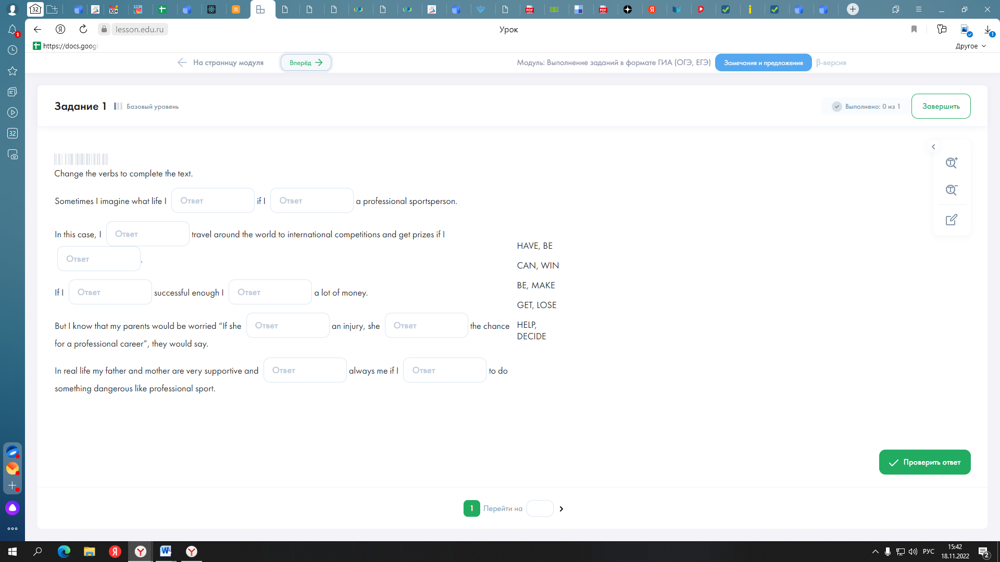 32
100+
lesson.edu.ru
Урок
1
1
https://docs.googl
Другое
На страницу модуля
Вперёд
Модуль: Выполнение заданий в формате ГИА (ОГЭ, ЕГЭ)
Замечания и предложения
β-версия
32
Задание 1
Базовый уровень
Выполнено: 0 из 1
Завершить
Change the verbs to complete the text.
Sometimes I imagine what life I Ответ if I Ответ a professional sportsperson.
In this case, I Ответ travel around the world to international competitions and get prizes if I
Ответ .
If I Ответ successful enough I Ответ a lot of money.
But I know that my parents would be worried “If she Ответ an injury, she Ответ the chance
for a professional career”, they would say.
In real life my father and mother are very supportive and Ответ always me if I Ответ to do
something dangerous like professional sport.
HAVE, BE
CAN, WIN
BE, MAKE
GET, LOSE
HELP,
DECIDE
Проверить ответ
1 Перейти на
РУС
15:42
18.11.2022
2